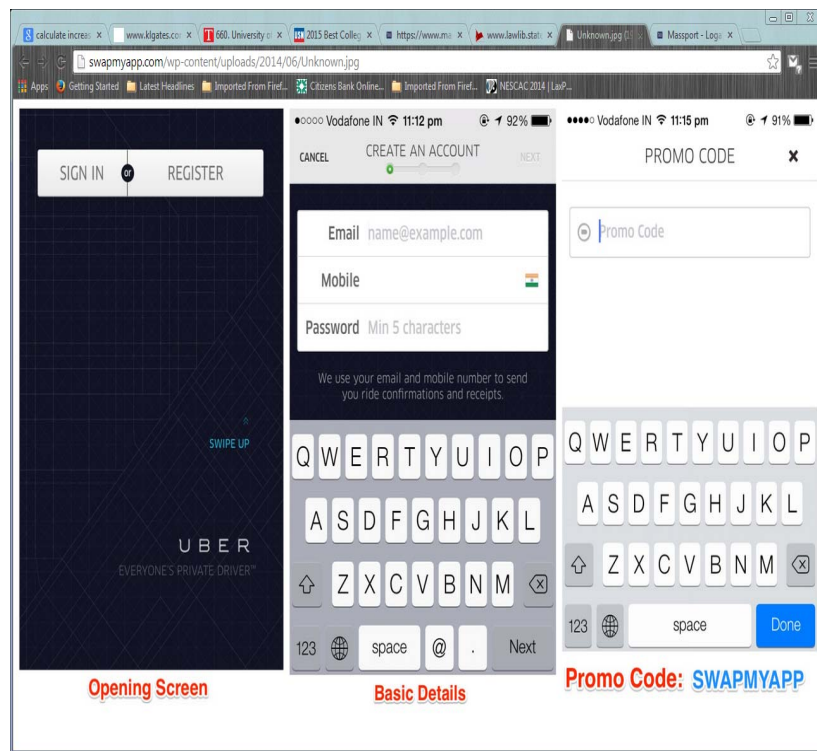 calculate increas
www.klgates.cor
660. University of
2015 Best Colleg
https://www.ma
www.lawlib.state
Unknown.jpg (15
Massport - Loga
swapmyapp.com/wp-content/uploads/2014/06/Unknown.jpg
Apps
Getting Started
Latest Headlines
Imported From Firef...
Citizens Bank Online...
Imported From Firef...
NESCAC 2014 | LaxP...
SIGN IN or REGISTER
SWIPE UP
UBER
EVERYONE'S PRIVATE DRIVER™
Opening Screen
Vodafone IN 11:12 pm 92%
CANCEL CREATE AN ACCOUNT NEXT
Email name@example.com
Mobile
Password Min 5 characters
We use your email and mobile number to send
you ride confirmations and receipts.
Q W E R T Y U I O P
A S D F G H J K L
Z X C V B N M
123 space @ . Next
Basic Details
Vodafone IN 11:15 pm 91%
PROMO CODE x
Promo Code
Q W E R T Y U I O P
A S D F G H J K L
Z X C V B N M
123 space Done
Promo Code: SWAPMYAPP